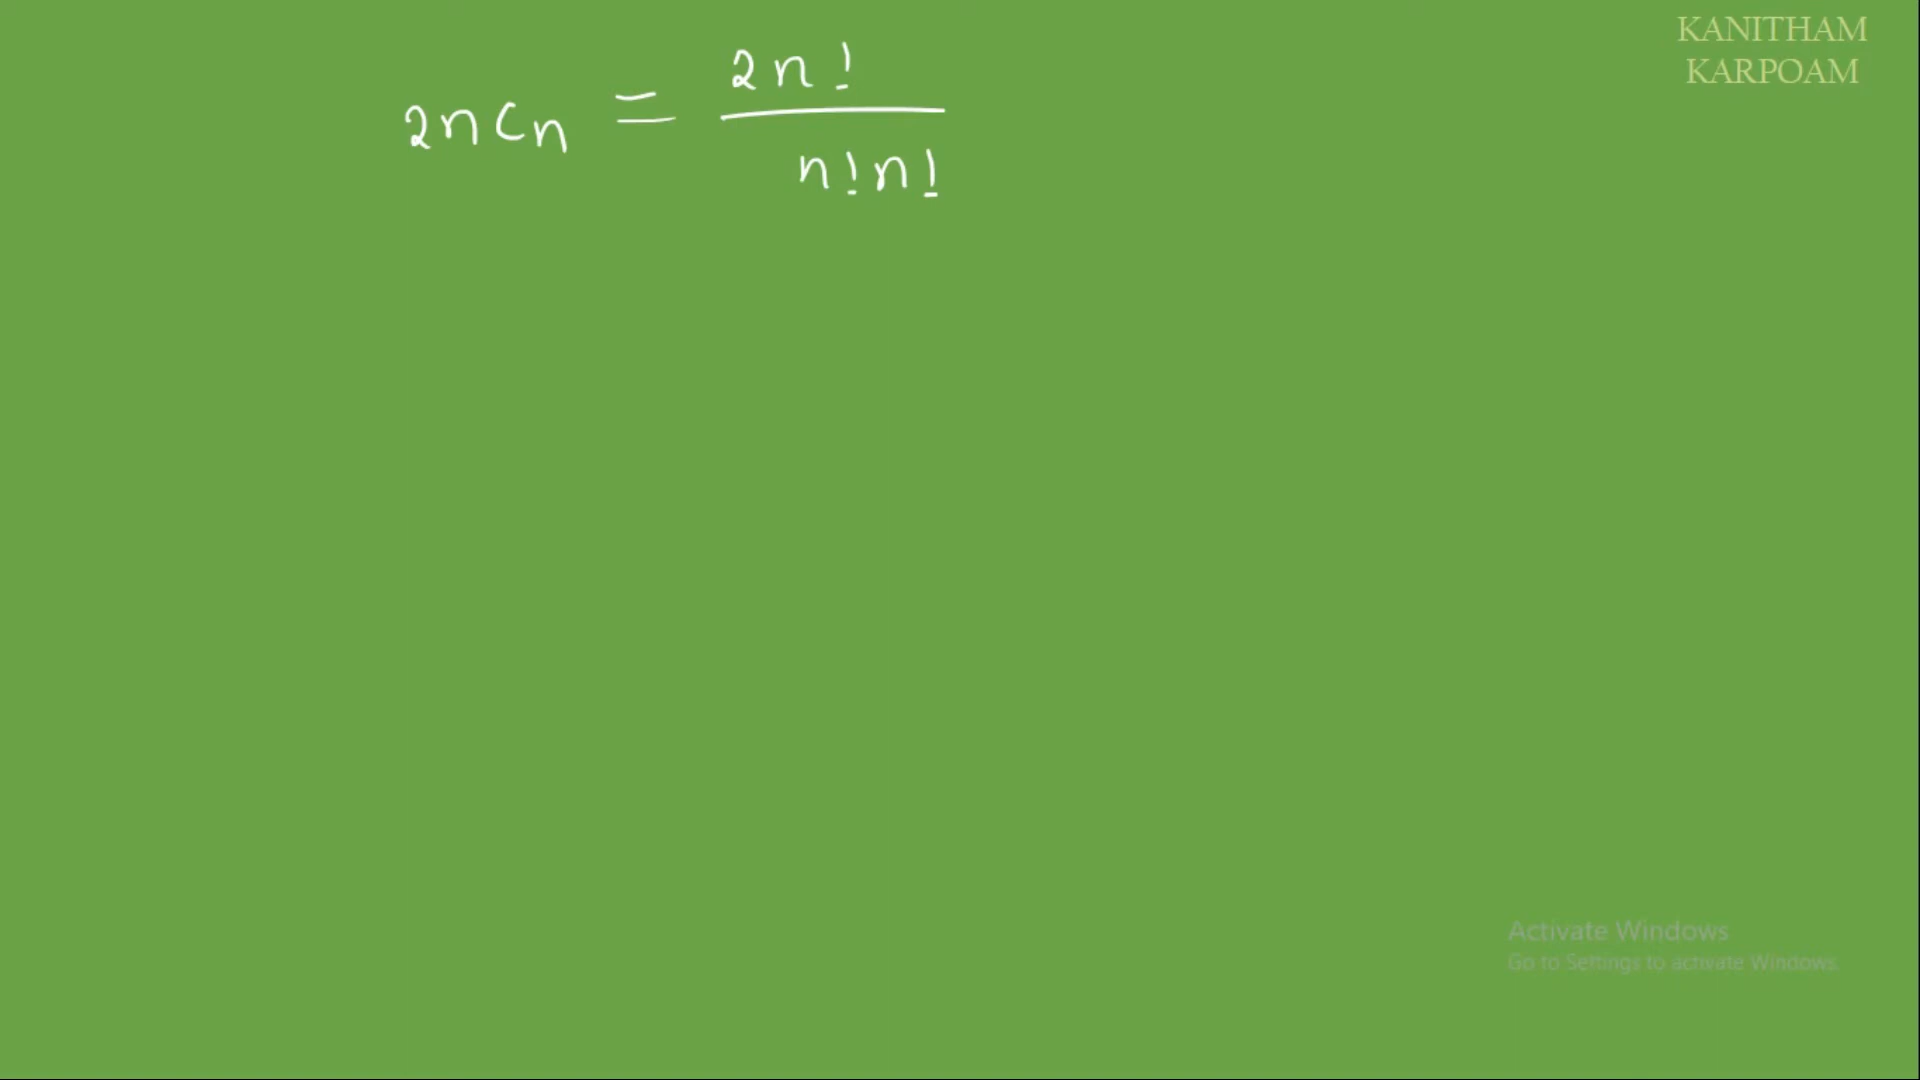 2nCn = 2n! / n!n!
KANITHAM
KARPOAM
Activate Windows
Go to Settings to activate Windows.